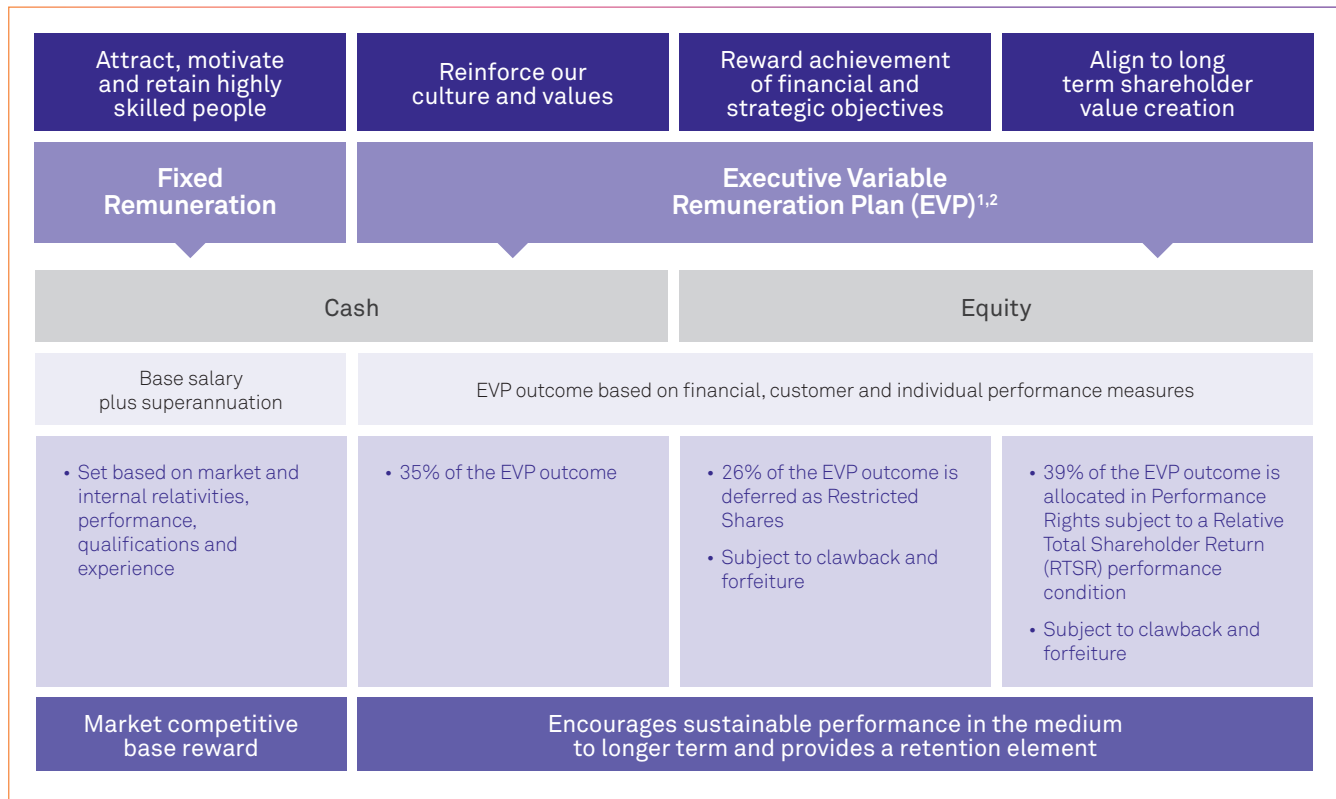 Attract, motivate
and retain highly
skilled people
Reinforce our
culture and values
Reward achievement
of financial and
strategic objectives
Align to long
term shareholder
value creation
Fixed
Remuneration
Executive Variable
Remuneration Plan (EVP)1,2
Cash
Equity
Base salary
plus superannuation
EVP outcome based on financial, customer and individual performance measures
• Set based on market and
internal relativities,
performance,
qualifications and
experience
• 35% of the EVP outcome
• 26% of the EVP outcome is
deferred as Restricted
Shares
• Subject to clawback and
forfeiture
• 39% of the EVP outcome is
allocated in Performance
Rights subject to a Relative
Total Shareholder Return
(RTSR) performance
condition
• Subject to clawback and
forfeiture
Market competitive
base reward
Encourages sustainable performance in the medium
to longer term and provides a retention element